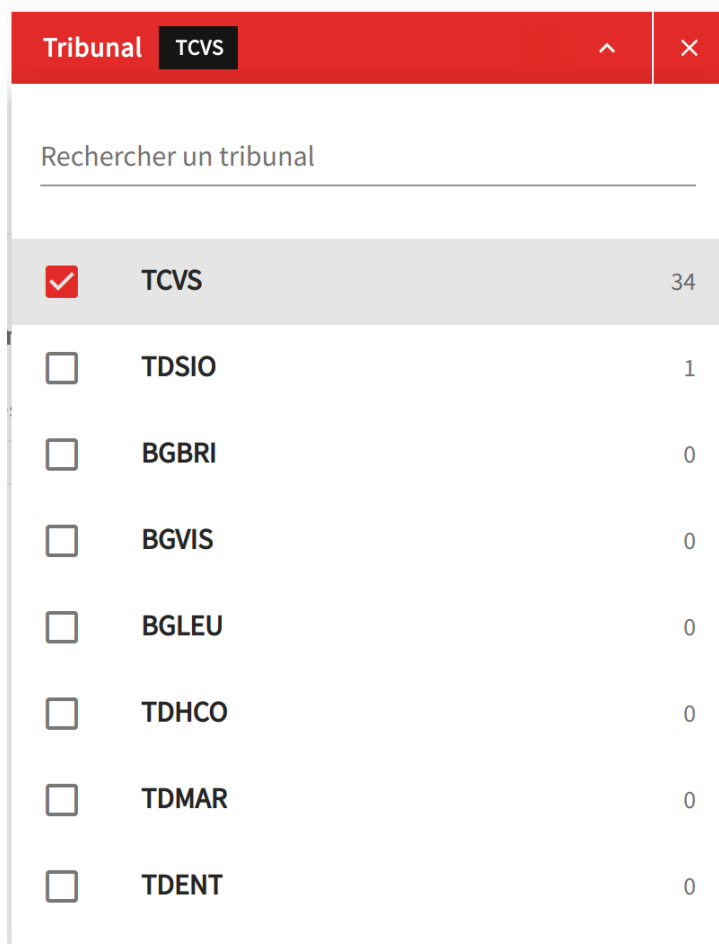 Tribunal TCVS
Rechercher un tribunal
TCVS 34
TDSIO 1
BGBRI 0
BGVIS 0
BGLEU 0
TDHCO 0
TDMAR 0
TDENT 0